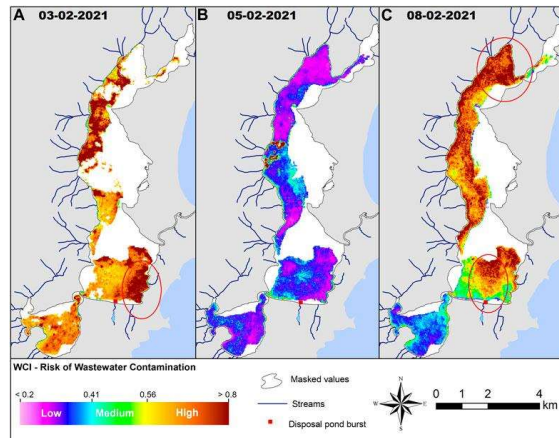 A 03-02-2021
B 05-02-2021
C 08-02-2021
WCI - Risk of Wastewater Contamination
< 0.2 0.41 0.56 > 0.8
Low Medium High
Masked values
Streams
Disposal pond burst
N
W E
S
0 1 2 4
km